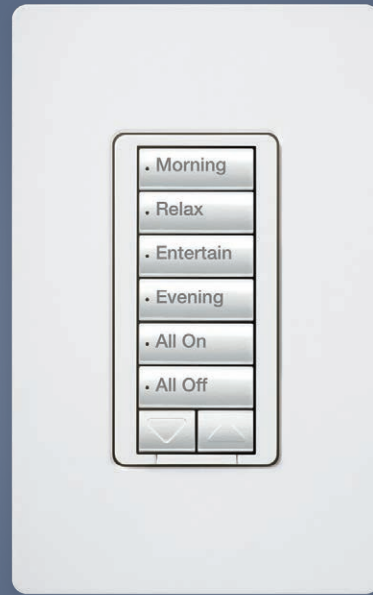 Morning
Relax
Entertain
Evening
All On
All Off